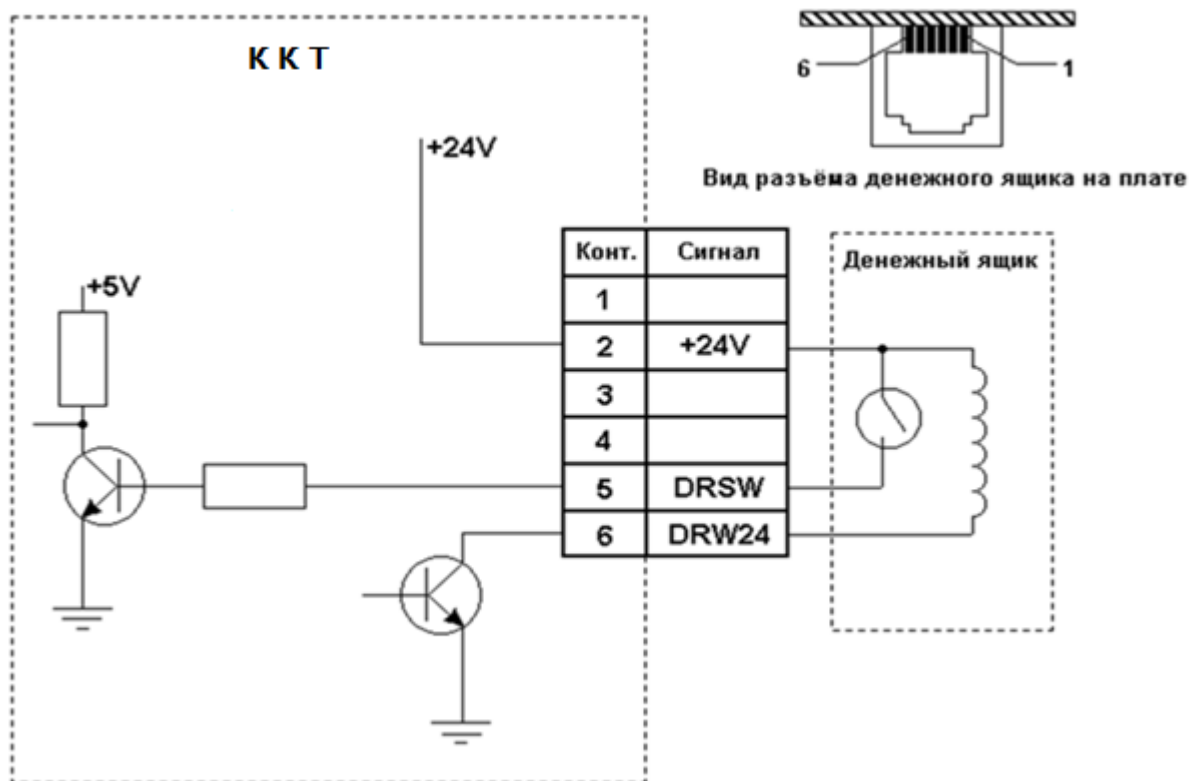 К К Т
6
1
Вид разъёма денежного ящика на плате
+24V
+5V
Конт. Сигнал
1
2 +24V
3
4
5 DRSW
6 DRW24
Денежный ящик